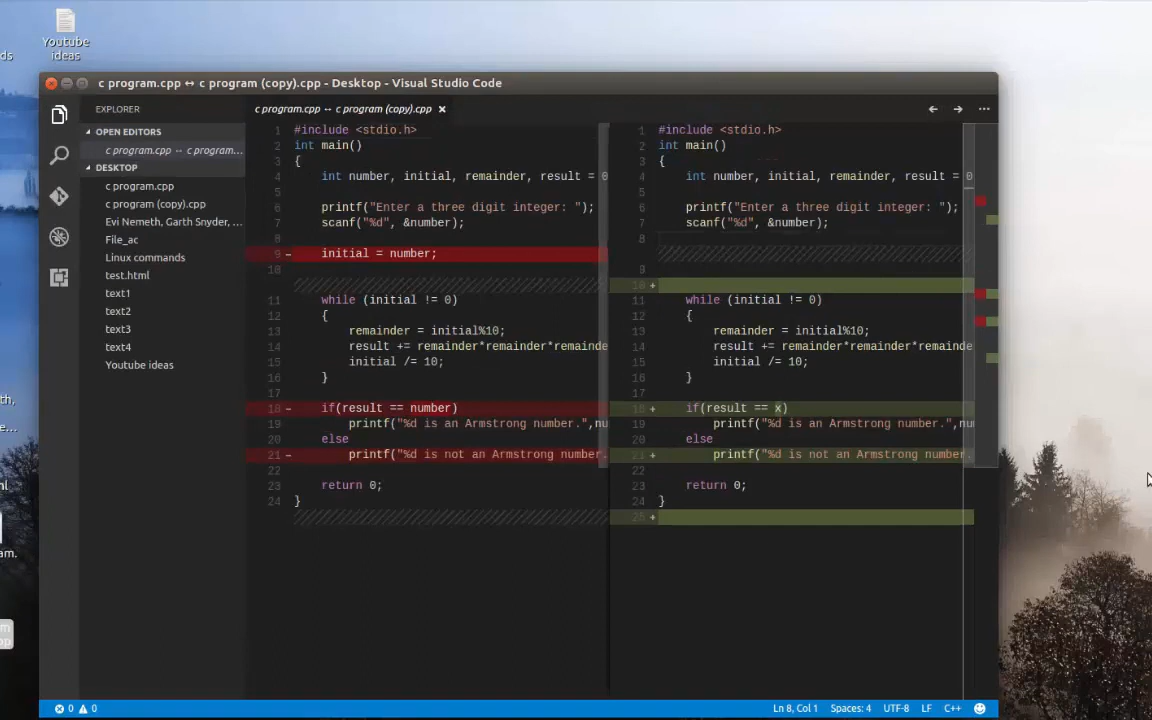 Youtube
ideas
ds
c program.cpp ↔ c program (copy).cpp - Desktop - Visual Studio Code
EXPLORER
c program.cpp ↔ c program (copy).cpp
OPEN EDITORS
c program.cpp ↔ c program...
DESKTOP
c program.cpp
c program (copy).cpp
Evi Nemeth, Garth Snyder, ...
File_ac
Linux commands
test.html
text1
text2
text3
text4
Youtube ideas
1 #include <stdio.h>
2 int main()
3 {
4 int number, initial, remainder, result = 0
5
6 printf("Enter a three digit integer: ");
7 scanf("%d", &number);
8
9 - initial = number;
10
11 while (initial != 0)
12 {
13 remainder = initial%10;
14 result += remainder*remainder*remainde
15 initial /= 10;
16 }
17
18 - if(result == number)
19 printf("%d is an Armstrong number.",nu
20 else
21 - printf("%d is not an Armstrong number.
22
23 return 0;
24 }
1 #include <stdio.h>
2 int main()
3 {
4 int number, initial, remainder, result = 0
5
6 printf("Enter a three digit integer: ");
7 scanf("%d", &number);
8
9
10 +
11 while (initial != 0)
12 {
13 remainder = initial%10;
14 result += remainder*remainder*remainde
15 initial /= 10;
16 }
17
18 + if(result == x)
19 printf("%d is an Armstrong number.",nu
20 else
21 + printf("%d is not an Armstrong number.
22
23 return 0;
24 }
25 +
th,
e...
ml
am.
m
pp
0 0
Ln 8, Col 1
Spaces: 4
UTF-8
LF
C++